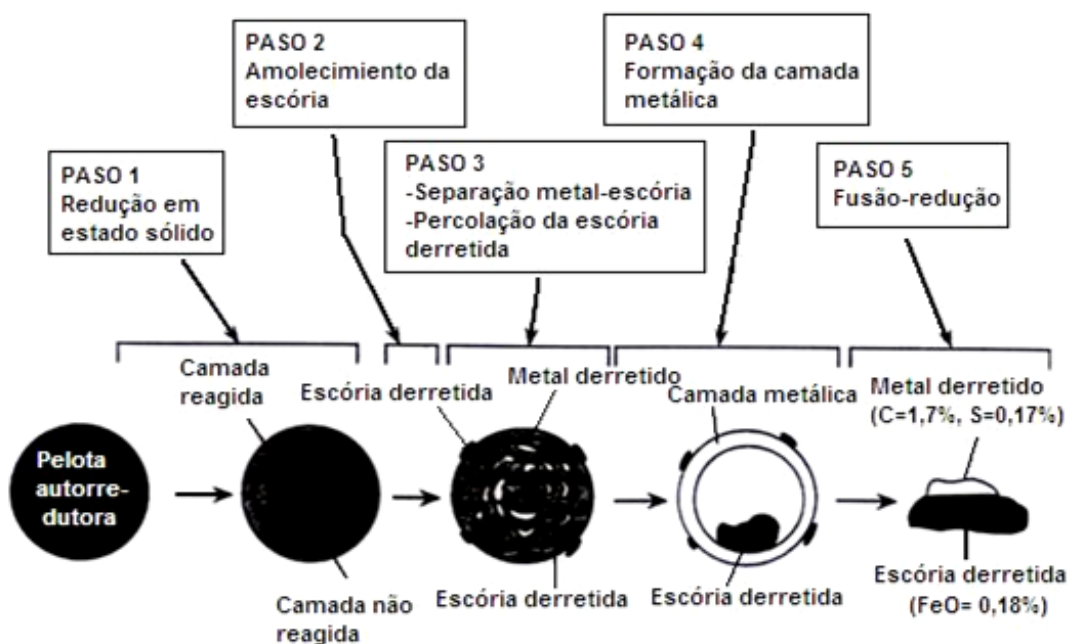 PASO 2
Amolecimiento da
escória
PASO 4
Formação da camada
metálica
PASO 1
Redução em
estado sólido
PASO 3
-Separação metal-escória
-Percolação da escória
derretida
PASO 5
Fusão-redução
Camada
reagida
Escória derretida
Metal derretido
Camada metálica
Metal derretido
(C=1,7%, S=0,17%)
Pelota
autorre-
dutora
Camada não
reagida
Escória derretida
Escória derretida
Escória derretida
(FeO= 0,18%)